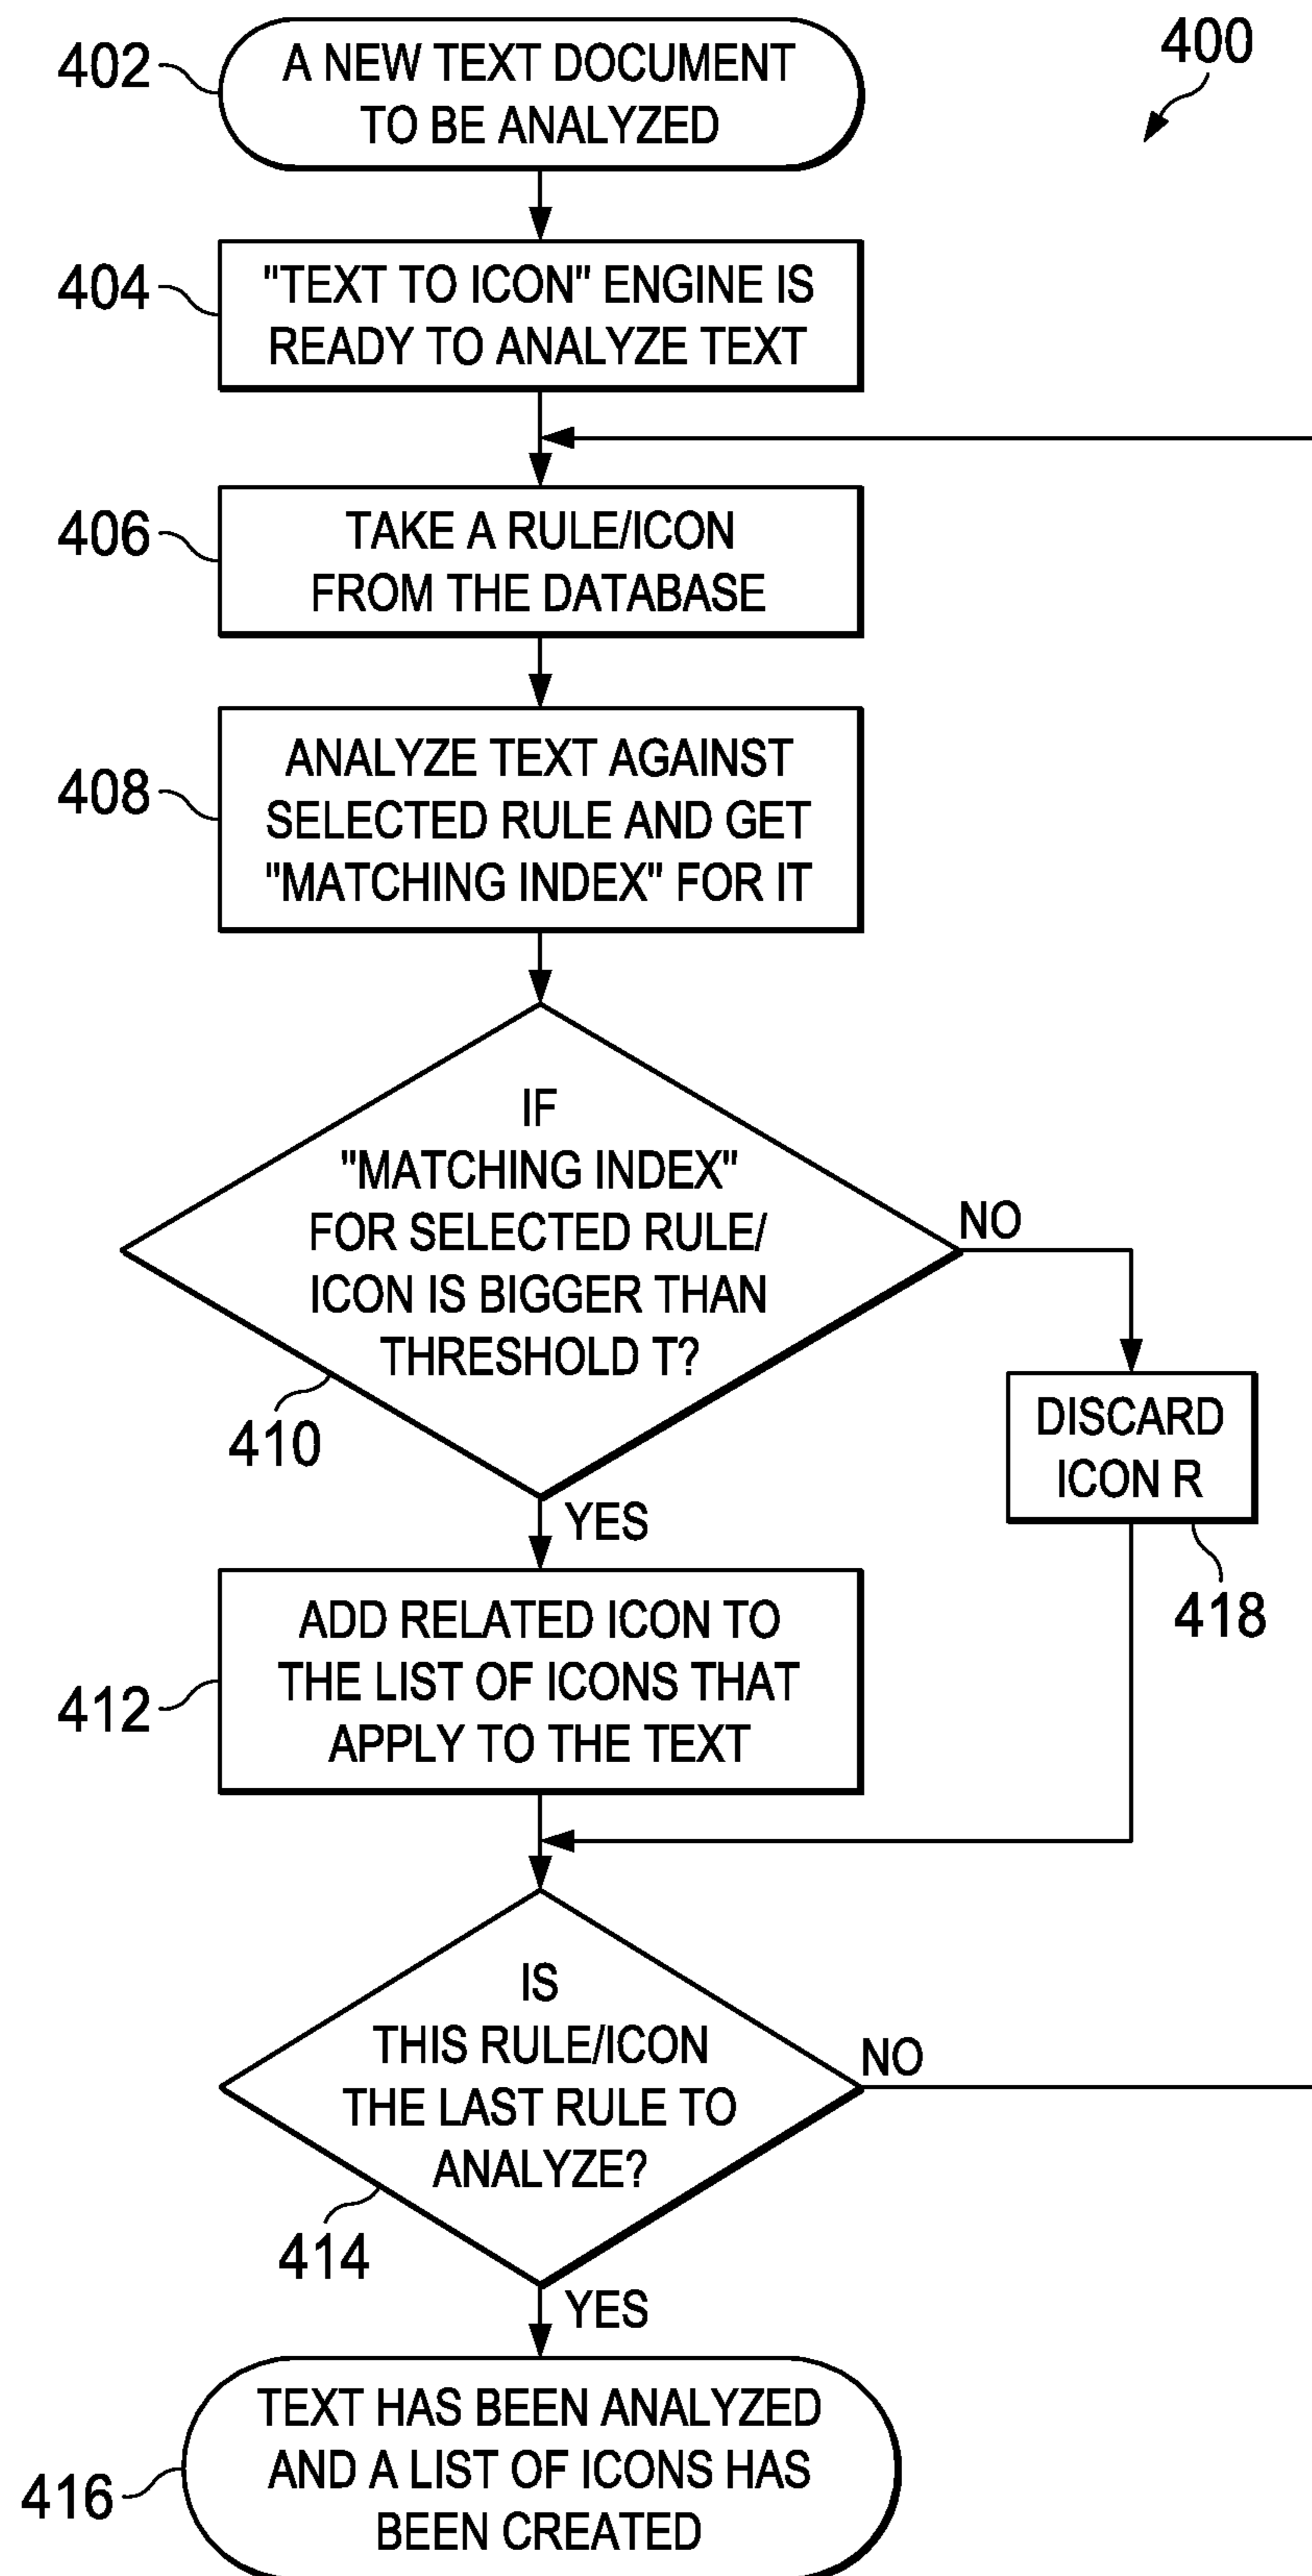 400
402
A NEW TEXT DOCUMENT
TO BE ANALYZED
404
"TEXT TO ICON" ENGINE IS
READY TO ANALYZE TEXT
406
TAKE A RULE/ICON
FROM THE DATABASE
408
ANALYZE TEXT AGAINST
SELECTED RULE AND GET
"MATCHING INDEX" FOR IT
IF
"MATCHING INDEX"
FOR SELECTED RULE/
ICON IS BIGGER THAN
THRESHOLD T?
410
NO
DISCARD
ICON R
418
YES
412
ADD RELATED ICON TO
THE LIST OF ICONS THAT
APPLY TO THE TEXT
IS
THIS RULE/ICON
THE LAST RULE TO
ANALYZE?
414
NO
YES
416
TEXT HAS BEEN ANALYZED
AND A LIST OF ICONS HAS
BEEN CREATED